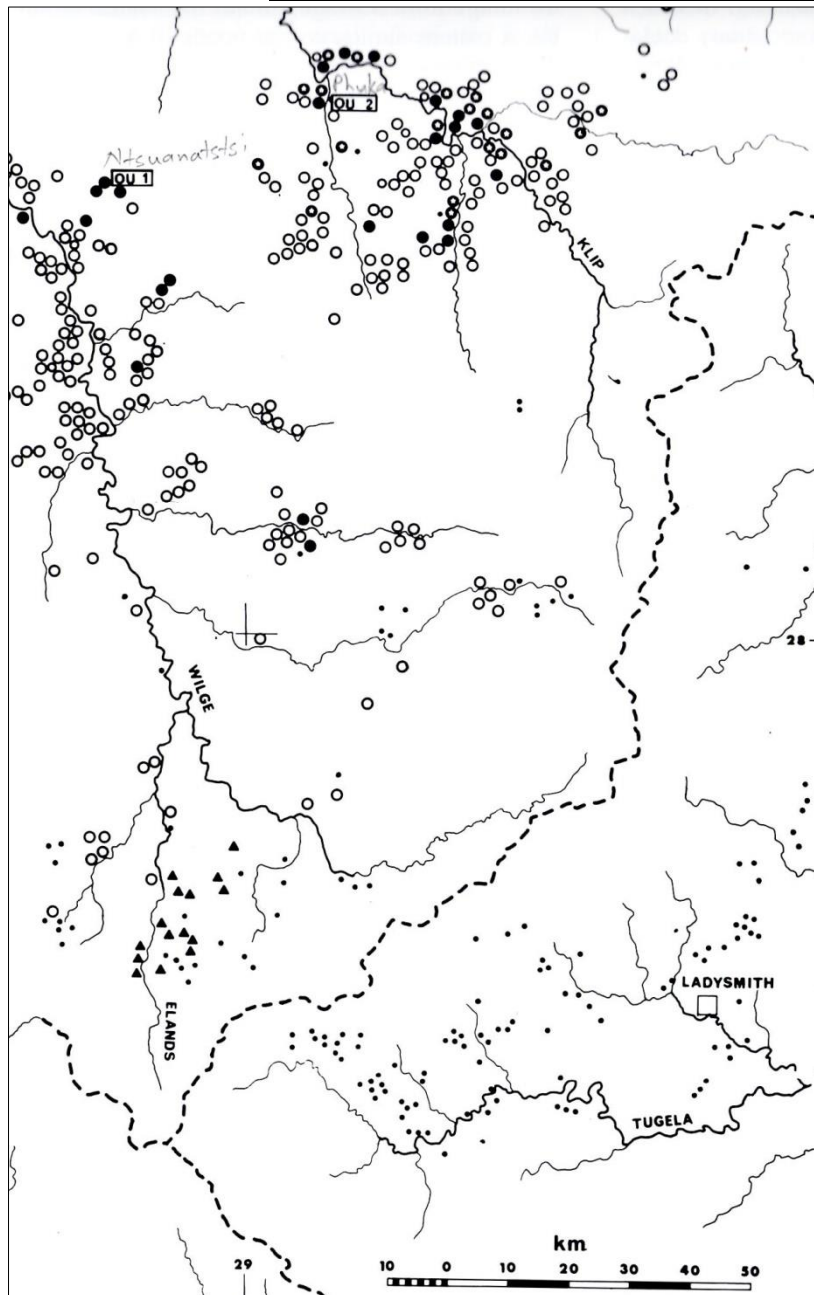 Phuka
OU 2
Ntsuanatstsi
OU 1
KLIP
28
WILGE
LADYSMITH
ELANDS
TUGELA
km
29
10 0 10 20 30 40 50